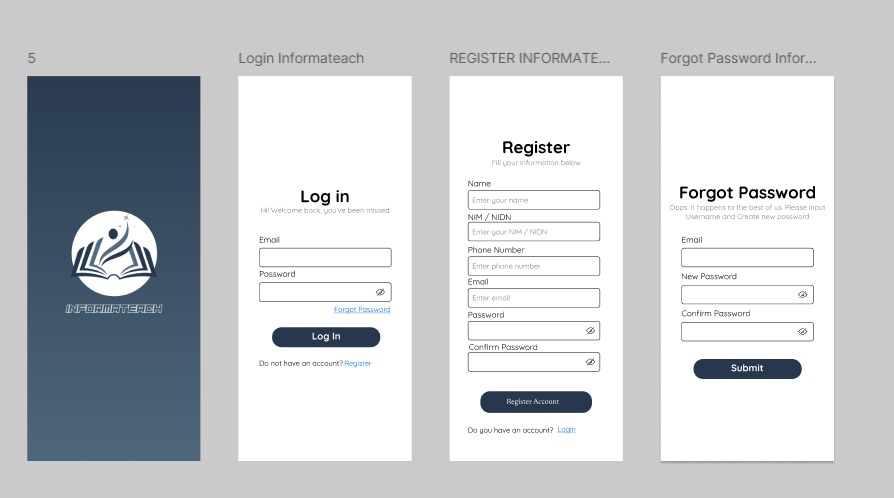 5
Login Informateach
REGISTER INFORMATE...
Forgot Password Infor...
INFORMATEACH
Log in
Hi! Welcome back, you've been missed
Email
Password
Forgot Password
Log In
Do not have an account? Register
Register
Fill your information below
Name
Enter your name
NIM / NIDN
Enter your NIM / NIDN
Phone Number
Enter phone number
Email
Enter email
Password
Confirm Password
Register Account
Do you have an account? Login
Forgot Password
Opps. It happens to the best of us. Please input
Username and Create new password.
Email
New Password
Confirm Password
Submit